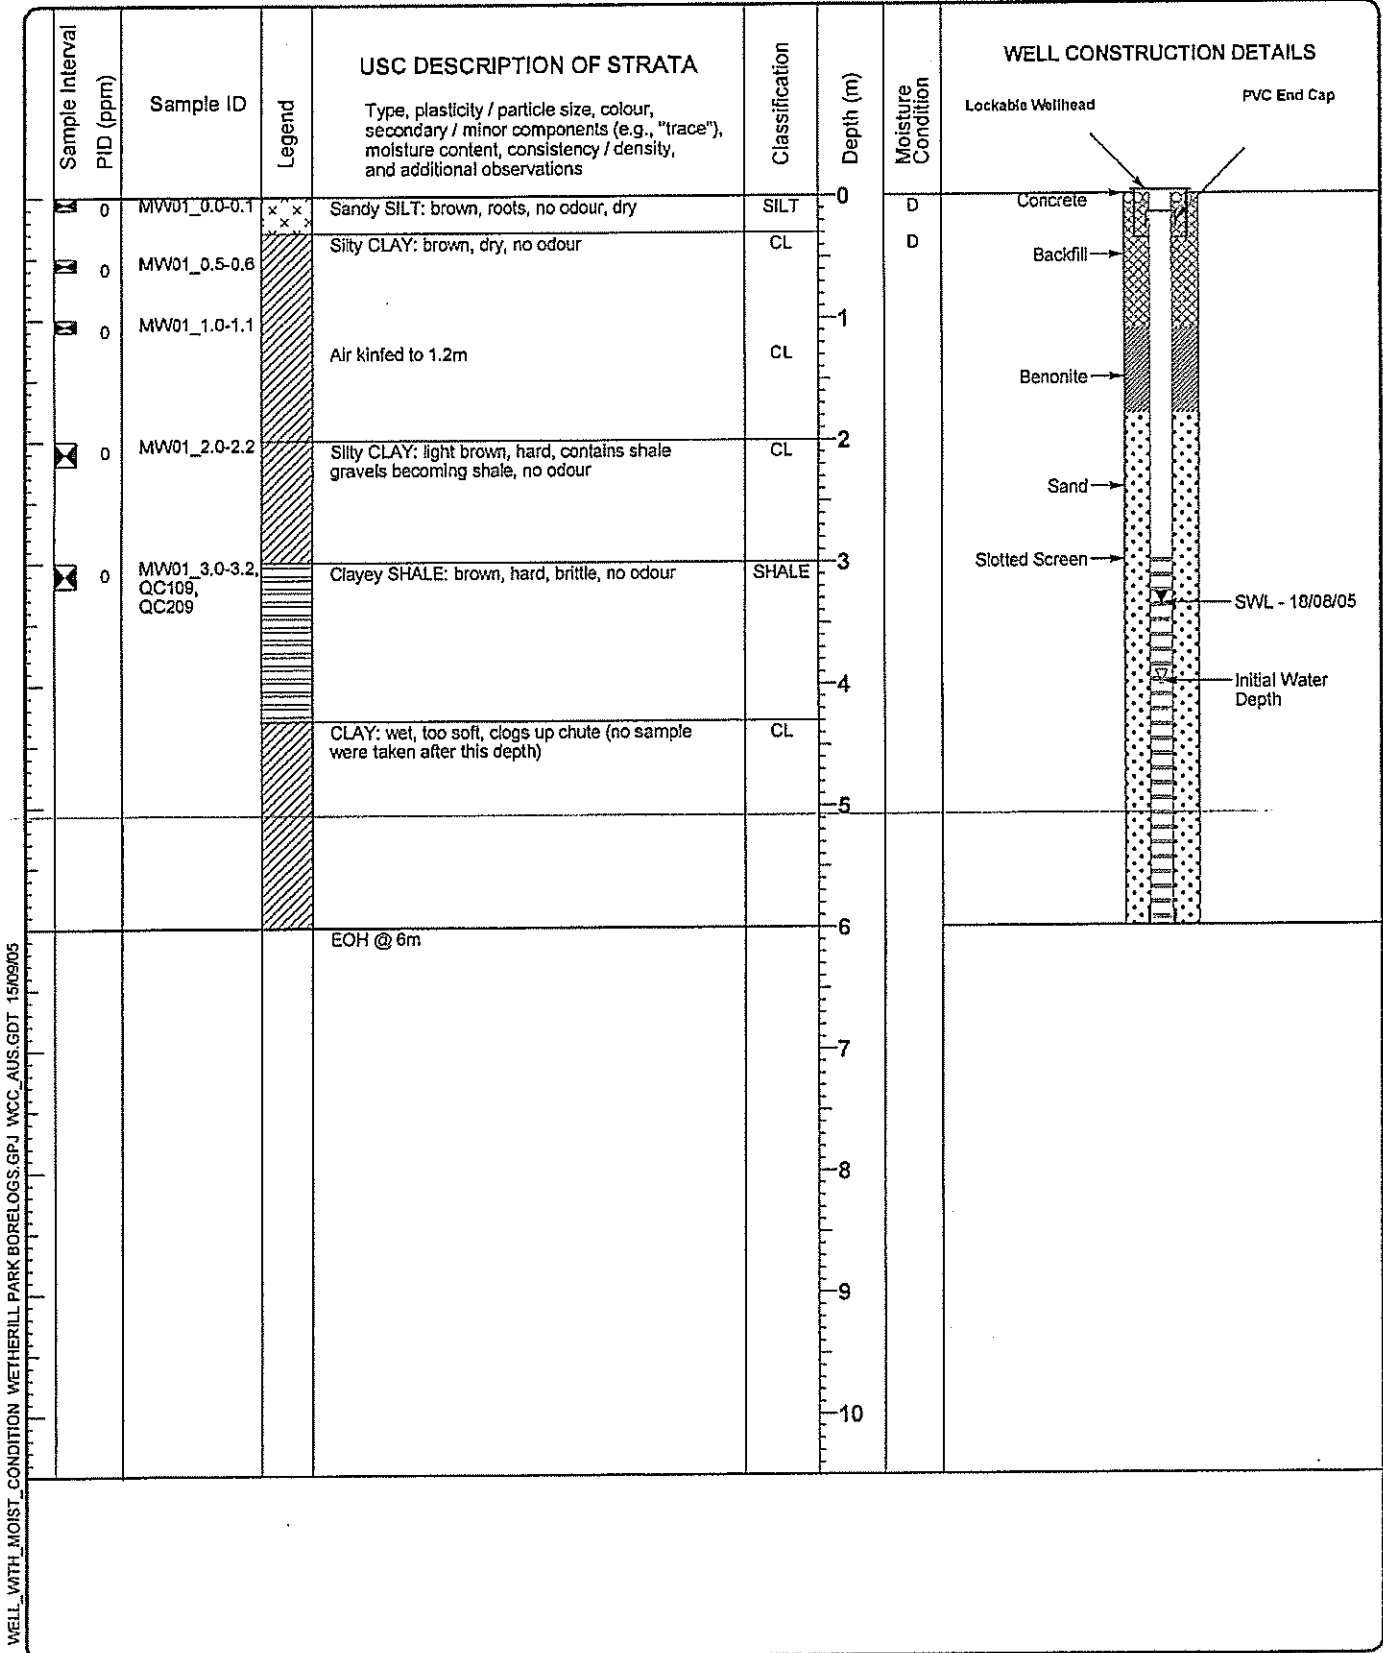 Sample Interval
PID (ppm)
Sample ID
Legend
USC DESCRIPTION OF STRATA
Type, plasticity / particle size, colour,
secondary / minor components (e.g., "trace"),
moisture content, consistency / density,
and additional observations
Classification
Depth (m)
Moisture
Condition
WELL CONSTRUCTION DETAILS
Lockable Wellhead
PVC End Cap
0
MW01_0.0-0.1
Sandy SILT: brown, roots, no odour, dry
SILT
0
D
Concrete
Silty CLAY: brown, dry, no odour
CL
D
Backfill
0
MW01_0.5-0.6
0
MW01_1.0-1.1
1
Air kinfed to 1.2m
CL
Benonite
0
MW01_2.0-2.2
Silty CLAY: light brown, hard, contains shale
gravels becoming shale, no odour
CL
2
Sand
Slotted Screen
0
MW01_3.0-3.2,
QC109,
QC209
Clayey SHALE: brown, hard, brittle, no odour
SHALE
3
SWL - 18/08/05
4
Initial Water
Depth
CLAY: wet, too soft, clogs up chute (no sample
were taken after this depth)
CL
5
6
EOH @ 6m
7
8
9
10
WELL_WITH_MOIST_CONDITION WETHERILL PARK BORELOGS.GPJ WCC_AUS.GDT 15/09/05